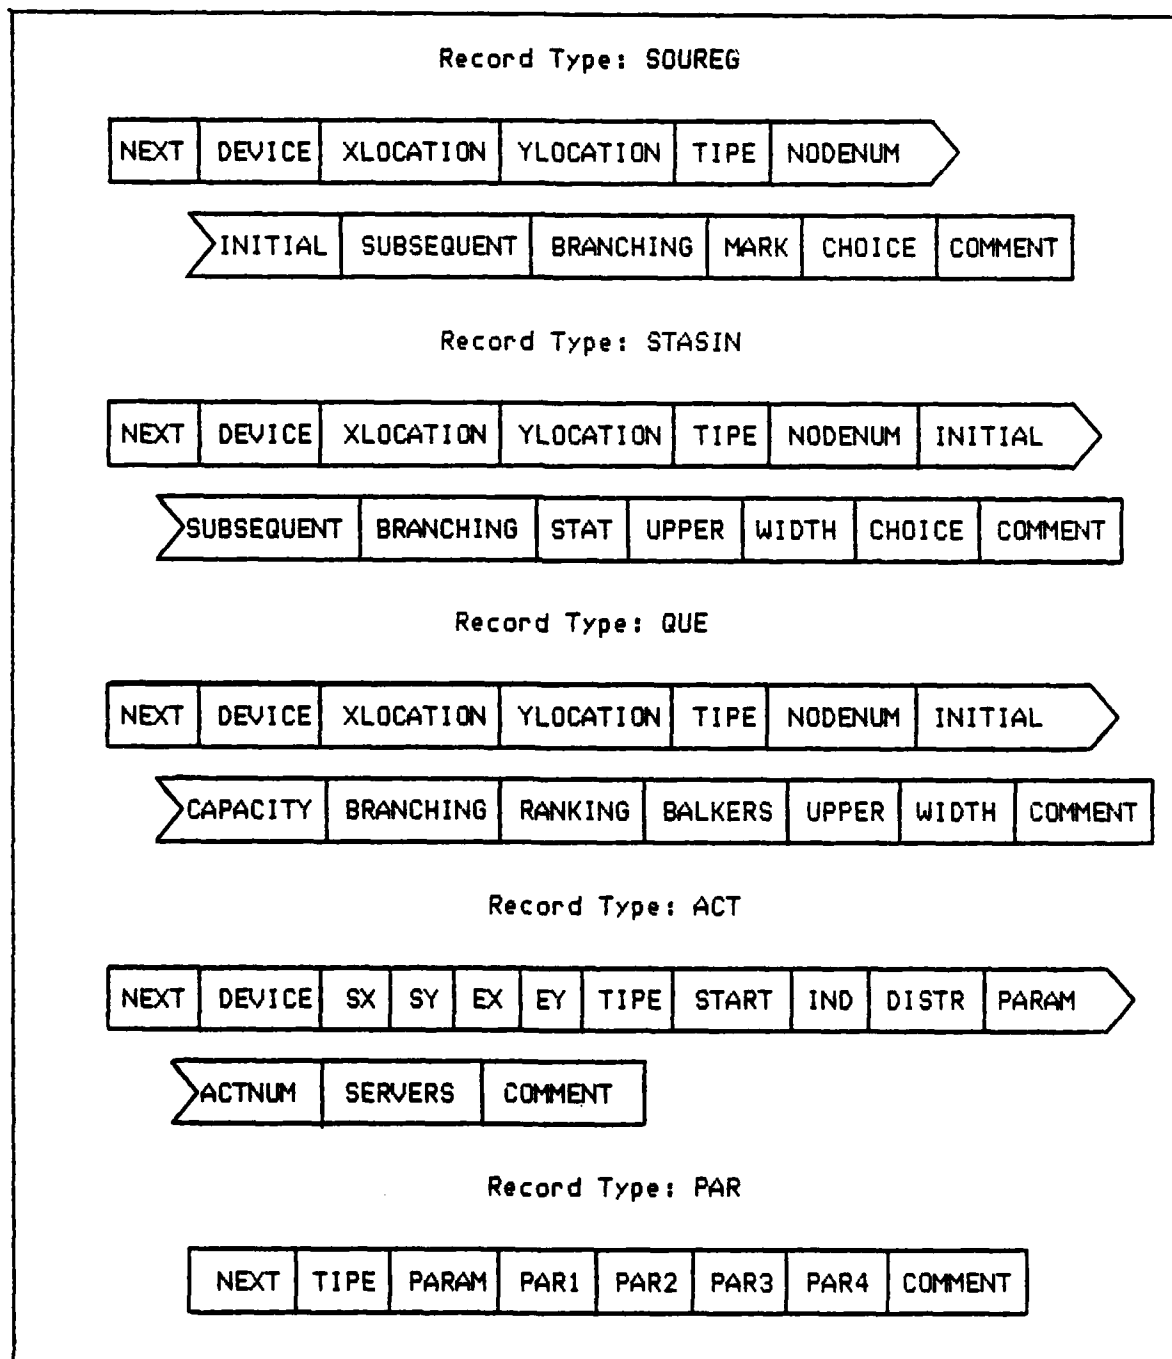 Record Type: SOUREG
NEXT DEVICE XLOCATION YLOCATION TIPE NODENUM
INITIAL SUBSEQUENT BRANCHING MARK CHOICE COMMENT
Record Type: STASIN
NEXT DEVICE XLOCATION YLOCATION TIPE NODENUM INITIAL
SUBSEQUENT BRANCHING STAT UPPER WIDTH CHOICE COMMENT
Record Type: QUE
NEXT DEVICE XLOCATION YLOCATION TIPE NODENUM INITIAL
CAPACITY BRANCHING RANKING BALKERS UPPER WIDTH COMMENT
Record Type: ACT
NEXT DEVICE SX SY EX EY TIPE START IND DISTR PARAM
ACTNUM SERVERS COMMENT
Record Type: PAR
NEXT TIPE PARAM PAR1 PAR2 PAR3 PAR4 COMMENT